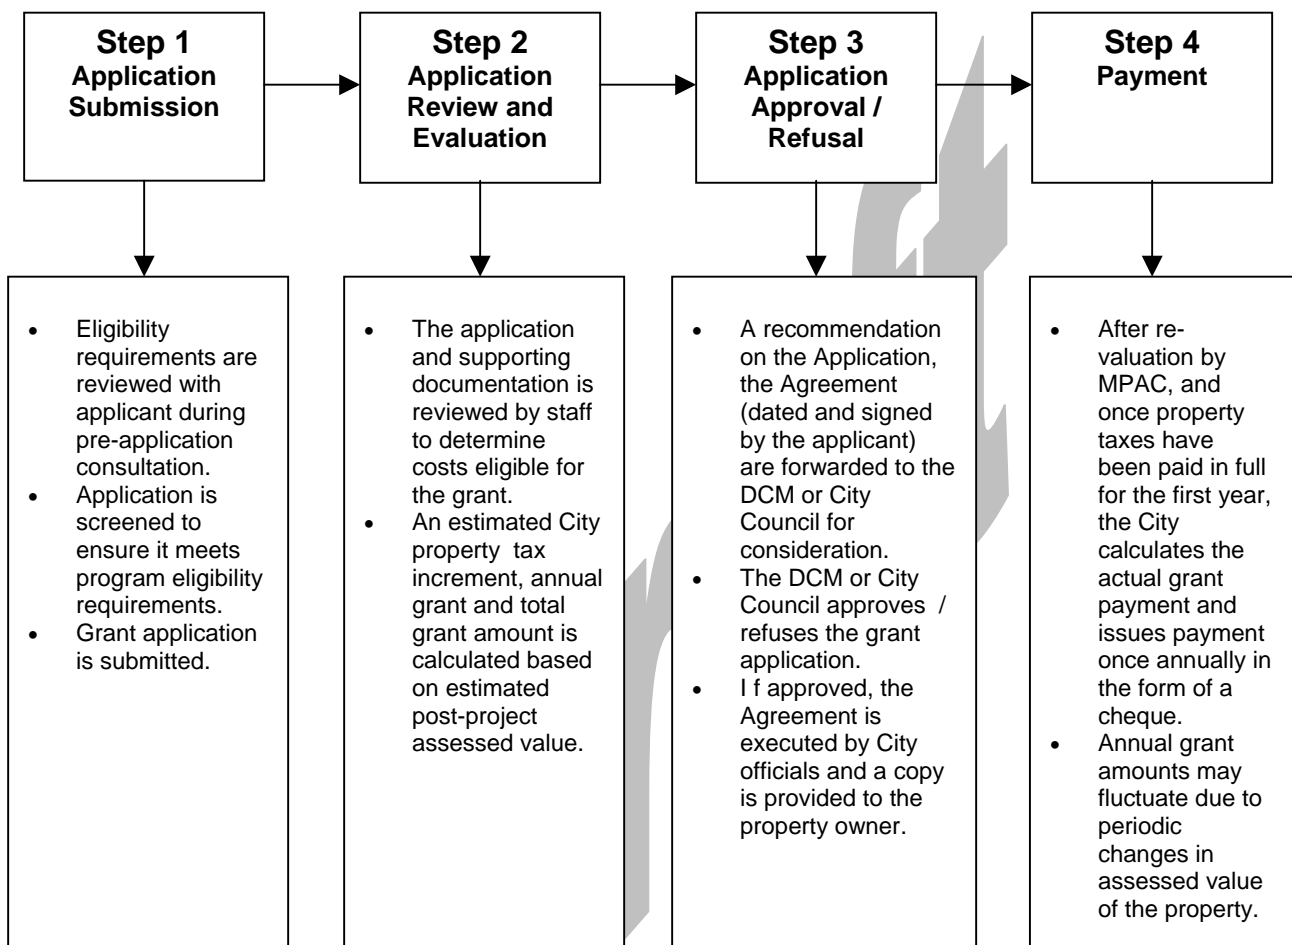 Step 1
Application
Submission
Step 2
Application
Review and
Evaluation
Step 3
Application
Approval /
Refusal
Step 4
Payment
• Eligibility
requirements are
reviewed with
applicant during
pre-application
consultation.
• Application is
screened to
ensure it meets
program eligibility
requirements.
• Grant application
is submitted.
• The application
and supporting
documentation is
reviewed by staff
to determine
costs eligible for
the grant.
• An estimated City
property tax
increment, annual
grant and total
grant amount is
calculated based
on estimated
post-project
assessed value.
• A recommendation
on the Application,
the Agreement
(dated and signed
by the applicant)
are forwarded to the
DCM or City
Council for
consideration.
• The DCM or City
Council approves /
refuses the grant
application.
• I f approved, the
Agreement is
executed by City
officials and a copy
is provided to the
property owner.
• After re-
valuation by
MPAC, and
once property
taxes have
been paid in full
for the first year,
the City
calculates the
actual grant
payment and
issues payment
once annually in
the form of a
cheque.
• Annual grant
amounts may
fluctuate due to
periodic
changes in
assessed value
of the property.